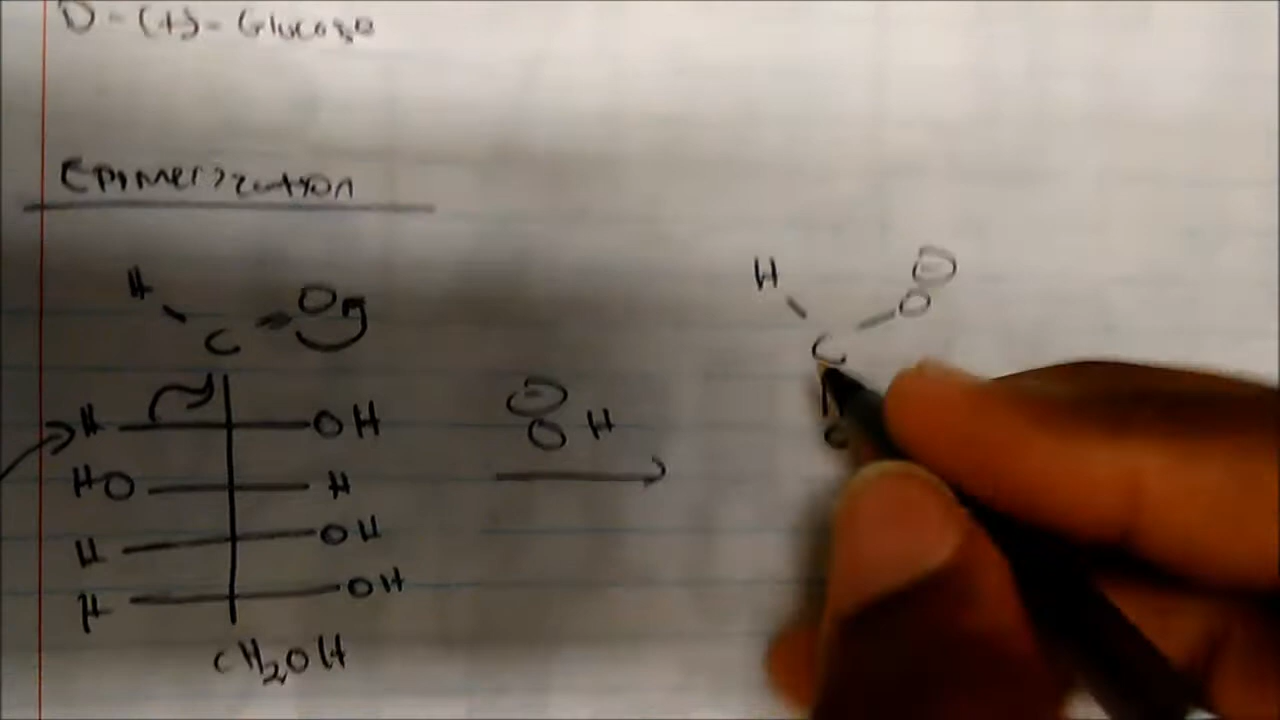 D-(+)-Glucose
Epimerization
H
C
O
H OH
HO H
H OH
H OH
CH₂OH
⊖
OH
H
⊖
O
C
C